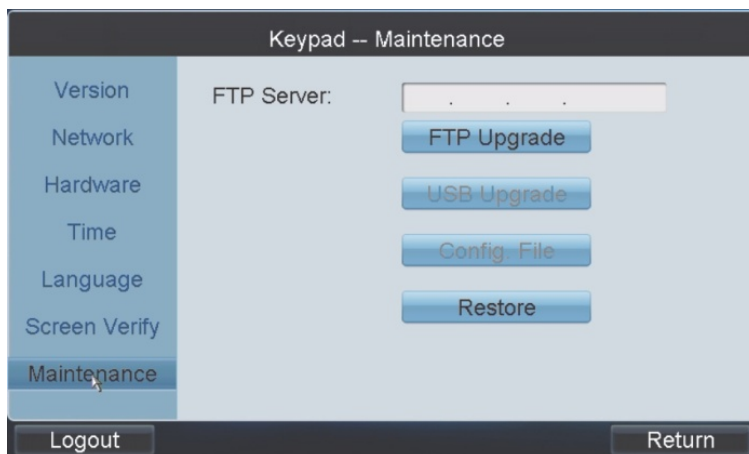 Keypad -- Maintenance
Version
Network
Hardware
Time
Language
Screen Verify
Maintenance
FTP Server:
. . .
FTP Upgrade
USB Upgrade
Config. File
Restore
Logout
Return